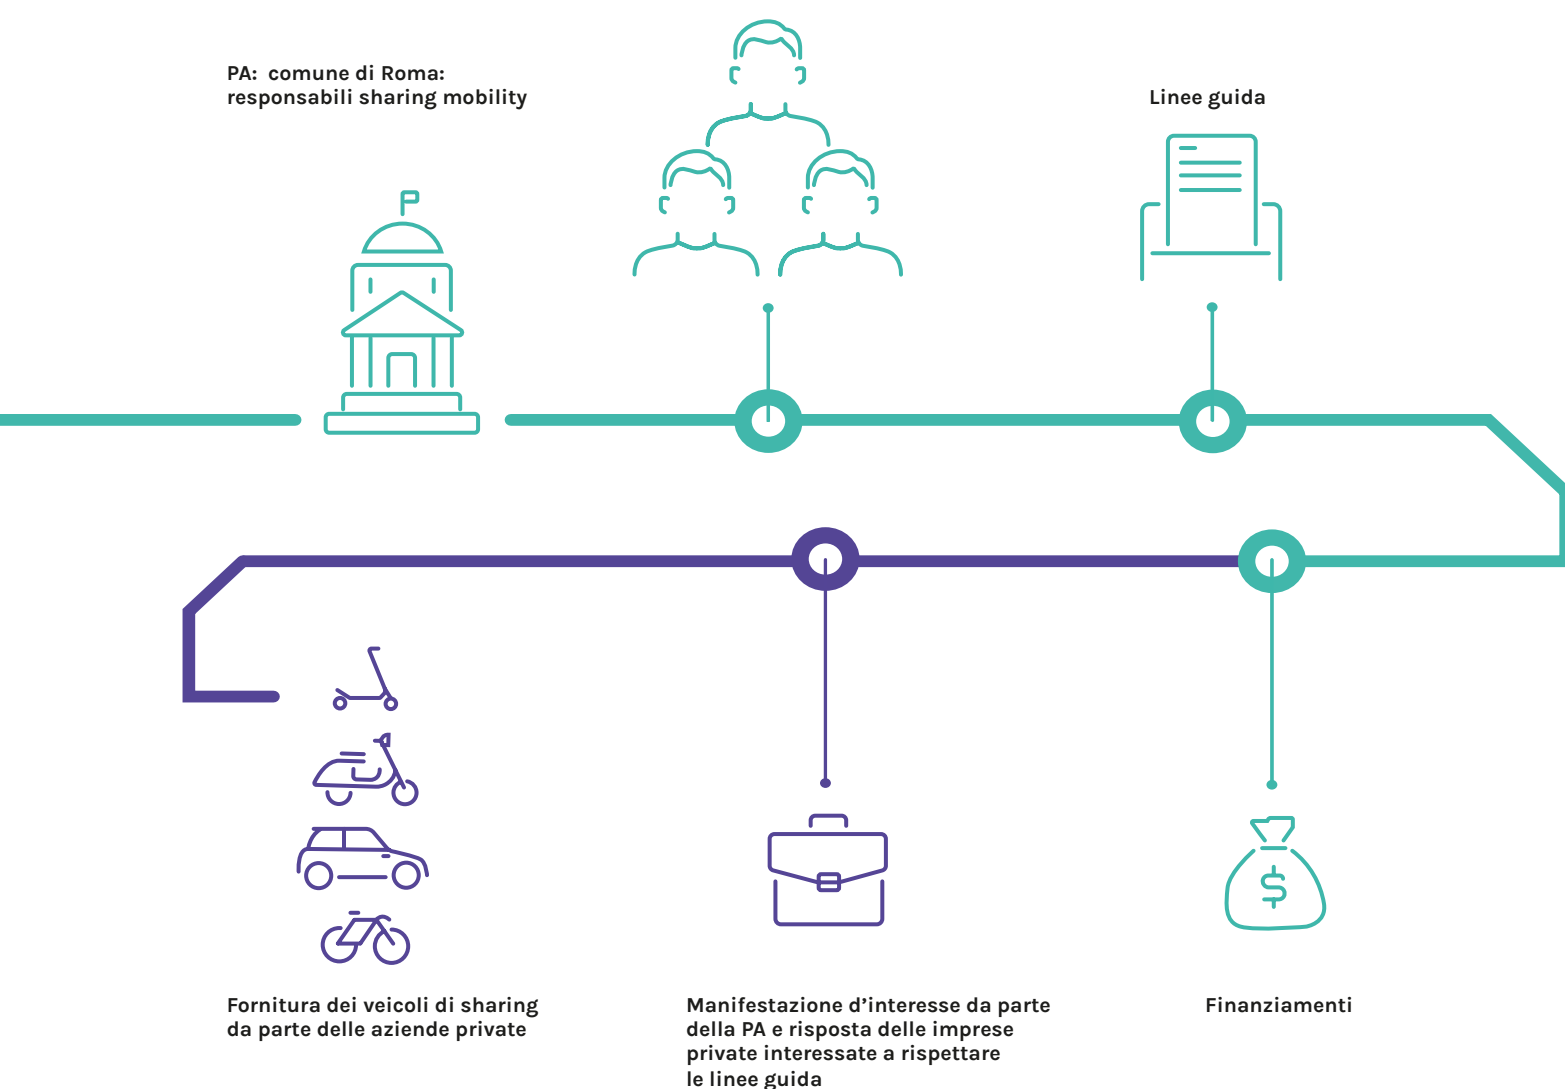 PA: comune di Roma:
responsabili sharing mobility
Linee guida
$
Fornitura dei veicoli di sharing
da parte delle aziende private
Manifestazione d’interesse da parte
della PA e risposta delle imprese
private interessate a rispettare
le linee guida
Finanziamenti